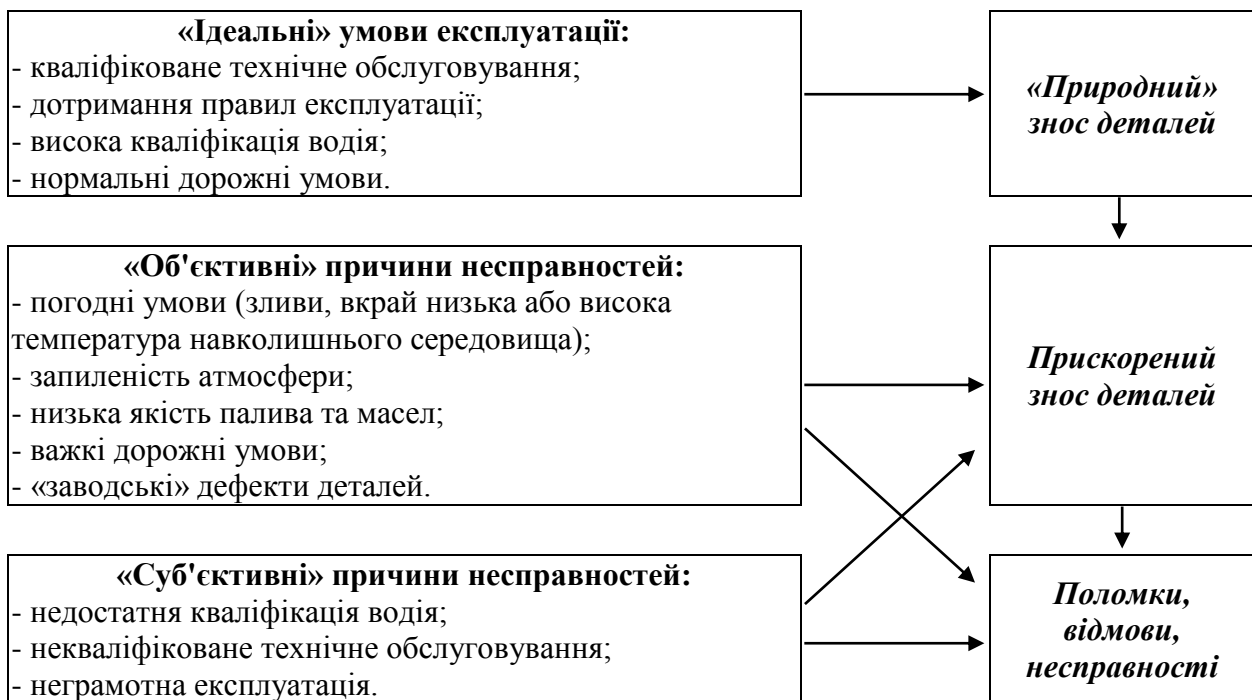 «Ідеальні» умови експлуатації:
- кваліфіковане технічне обслуговування;
- дотримання правил експлуатації;
- висока кваліфікація водія;
- нормальні дорожні умови.
«Природний»
знос деталей
«Об'єктивні» причини несправностей:
- погодні умови (зливи, вкрай низька або висока
температура навколишнього середовища);
- запиленість атмосфери;
- низька якість палива та масел;
- важкі дорожні умови;
- «заводські» дефекти деталей.
Прискорений
знос деталей
«Суб'єктивні» причини несправностей:
- недостатня кваліфікація водія;
- некваліфіковане технічне обслуговування;
- неграмотна експлуатація.
Поломки,
відмови,
несправності